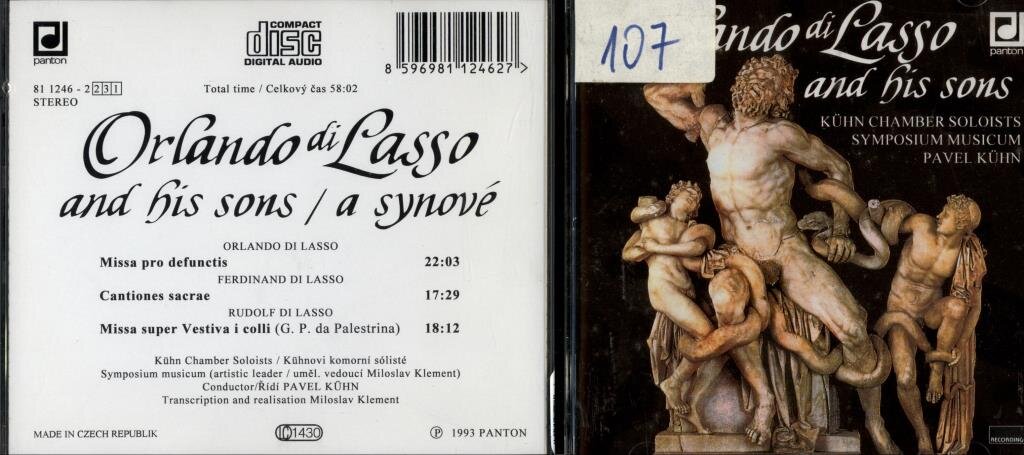 panton
COMPACT
disc
DIGITAL AUDIO
8 596981 124627 >
81 1246 - 2 2 3 1
STEREO
Total time / Celkový čas 58:02
Orlando di Lasso
and his sons / a synové
ORLANDO DI LASSO
Missa pro defunctis 22:03
FERDINAND DI LASSO
Cantiones sacrae 17:29
RUDOLF DI LASSO
Missa super Vestiva i colli (G. P. da Palestrina) 18:12
Kühn Chamber Soloists / Kühnovi komorní sólisté
Symposium musicum (artistic leader / uměl. vedoucí Miloslav Klement)
Conductor/Řídí PAVEL KÜHN
Transcription and realisation Miloslav Klement
MADE IN CZECH REPUBLIK
LC 1430
Ⓟ 1993 PANTON
107
ando di Lasso
and his sons
panton
KÜHN CHAMBER SOLOISTS
SYMPOSIUM MUSICUM
PAVEL KÜHN
RECORDING